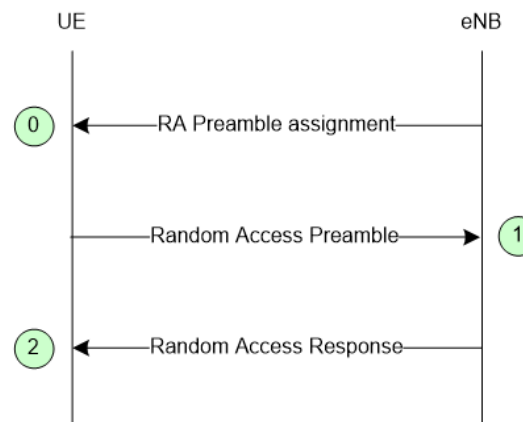 UE
eNB
0
RA Preamble assignment
Random Access Preamble
1
2
Random Access Response